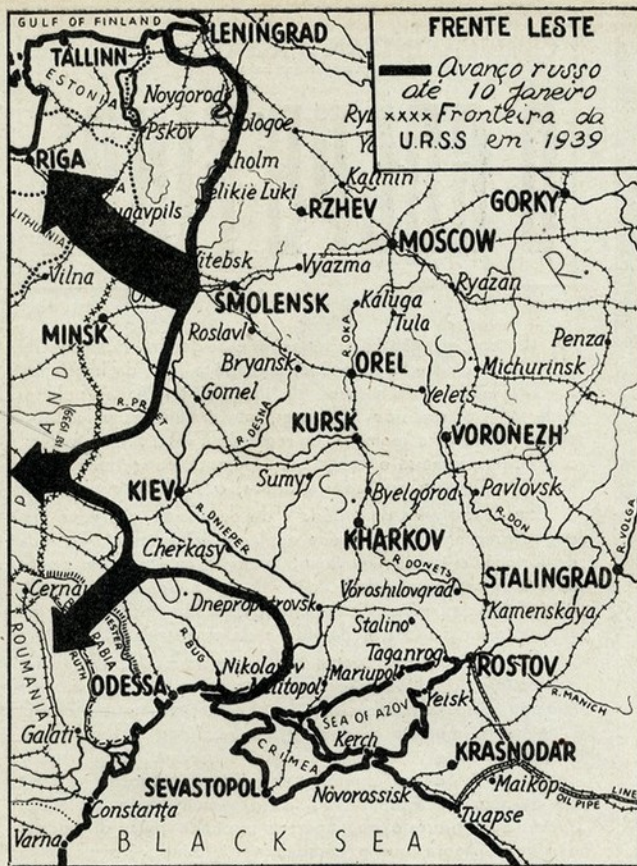 GULF OF FINLAND
LENINGRAD
TALLINN
ESTONIA
Novgorod
Pskov
Kholm
RIGA
Velikie Luki
LITHUANIA
Vilna
FRENTE LESTE
Avanço russo
até 10 Janeiro
xxxx Fronteira da
U.R.S.S em 1939
Kalinin
RZHEV
GORKY
MOSCOW
R.
Vitebsk
Vyazma
Ryazan
SMOLENSK
Kaluga
Tula
MINSK
Roslavl
R. OKA
Penza
S.
Bryansk
OREL
Michurinsk
Gomel
Yelets
R. DESNA
KURSK
VORONEZH
KIEV
Sumy
S.
Byelgorod
Pavlovsk
R. DNIEPER
R. DON
R. VOLGA
KHARKOV
Cherkasy
R. DONETS
STALINGRAD
Voroshilovgrad
Kamenskaya
Dnepropetrovsk
ROUMANIA
R. BUG
Stalino
Taganrog
ROSTOV
Nikolayev
Melitopol
Mariupol
R. MANICH
ODESSA
Yeisk
SEA OF AZOV
Galati
CRIMEA
Kerch
KRASNODAR
SEVASTOPOL
Novorossisk
Maikop
OIL PIPE LINE
Constanța
Tuapse
Varna
BLACK SEA